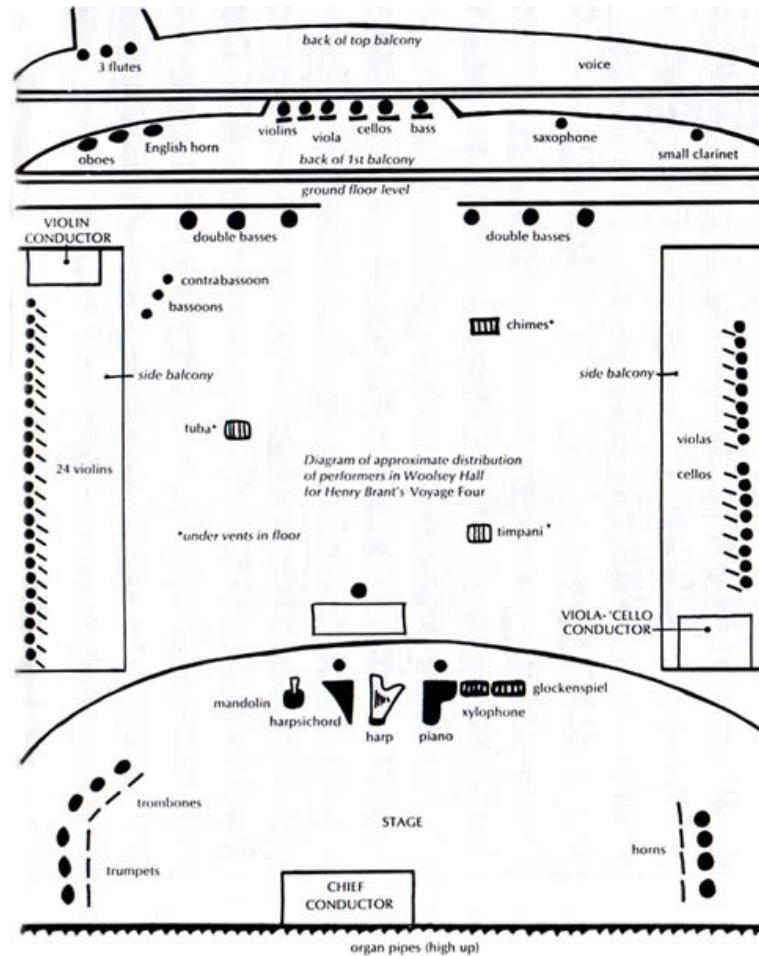 back of top balcony
3 flutes
voice
violins
viola
cellos
bass
saxophone
oboes
English horn
small clarinet
back of 1st balcony
ground floor level
VIOLIN
CONDUCTOR
double basses
double basses
contrabassoon
bassoons
chimes*
side balcony
side balcony
tuba*
violas
24 violins
cellos
Diagram of approximate distribution
of performers in Woolsey Hall
for Henry Brant's Voyage Four
*under vents in floor
timpani*
VIOLA-'CELLO
CONDUCTOR
mandolin
harpsichord
harp
piano
xylophone
glockenspiel
trombones
STAGE
horns
trumpets
CHIEF
CONDUCTOR
organ pipes (high up)